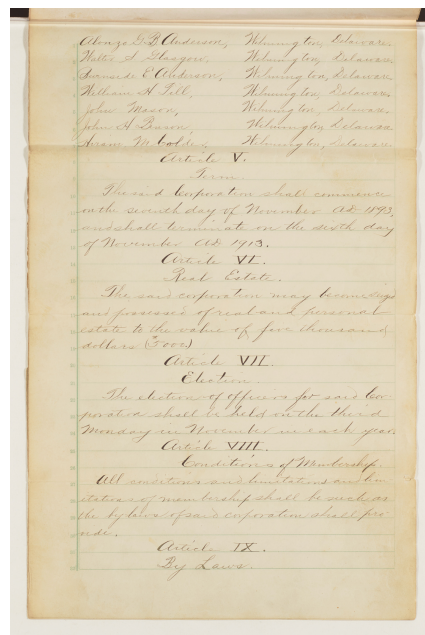 Alonzo G. B. Anderson, Wilmington, Delaware.
Walter S. Glasgow, Wilmington, Delaware.
Burnside E. Anderson, Wilmington, Delaware.
William H. Fell, Wilmington, Delaware.
John Mason, Wilmington, Delaware.
John H. Bacon, Wilmington, Delaware.
Hiram M. Wilmington, Delaware.
Article V.
Term.
The said Corporation shall commence
on the seventh day of November AD. 1893,
and shall terminate on the sixth day
of November AD 1913.
Article VI.
Real Estate.
The said corporation may become
and possessed of real and personal
estate to the value of five thousand
dollars (5000)
Article VII.
Election.
The election of officers for said Cor-
poration shall be held on the third
Monday in November in each year.
Article VIII.
Conditions of Membership.
All conditions and limitations and
of membership shall be such as
the by laws of said corporation shall pro-
vide.
Article IX.
By Laws.